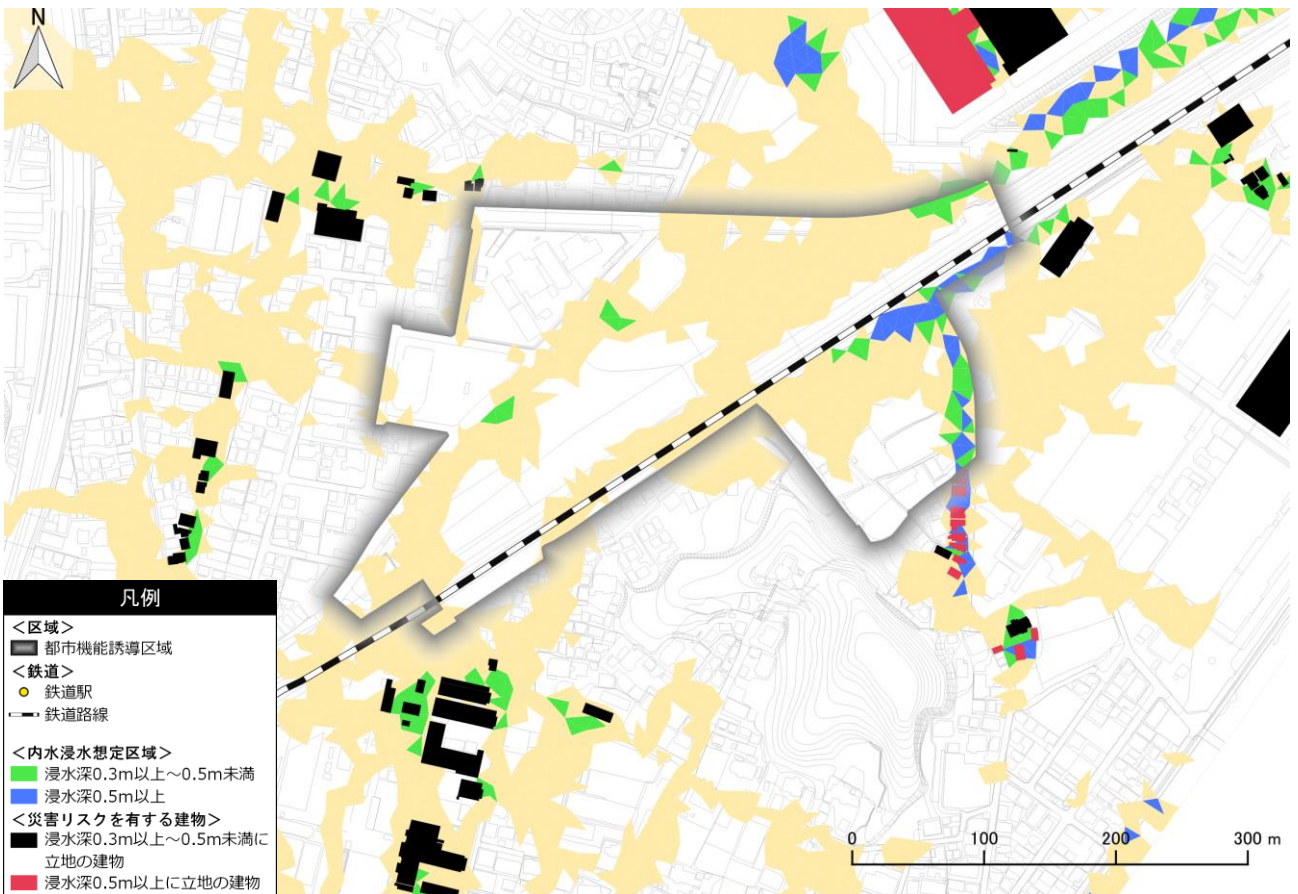 N
凡例
＜区域＞
都市機能誘導区域
＜鉄道＞
鉄道駅
鉄道路線
＜内水浸水想定区域＞
浸水深0.3m以上～0.5m未満
浸水深0.5m以上
＜災害リスクを有する建物＞
浸水深0.3m以上～0.5m未満に
立地の建物
浸水深0.5m以上に立地の建物
0 100 200 300 m